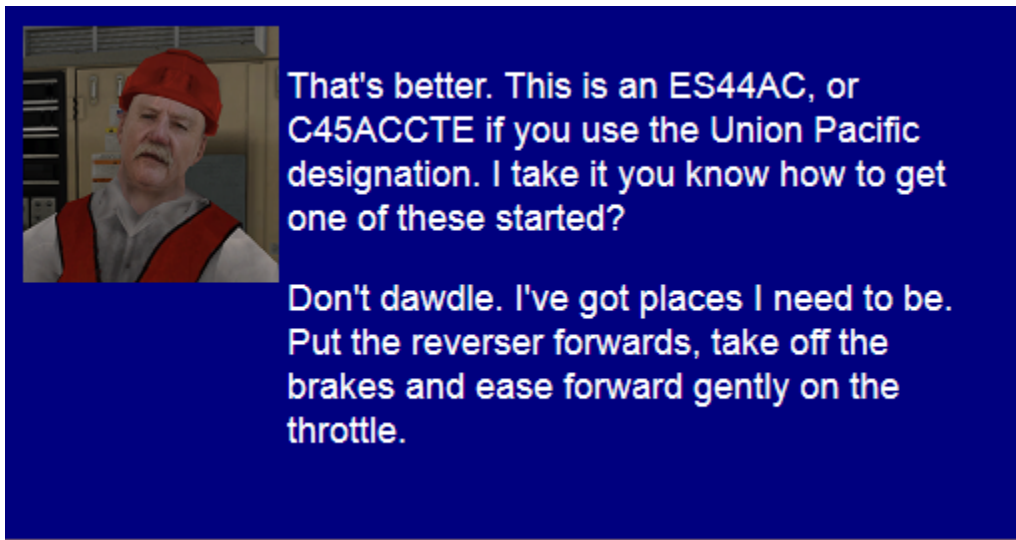 That's better. This is an ES44AC, or
C45ACCTE if you use the Union Pacific
designation. I take it you know how to get
one of these started?
Don't dawdle. I've got places I need to be.
Put the reverser forwards, take off the
brakes and ease forward gently on the
throttle.